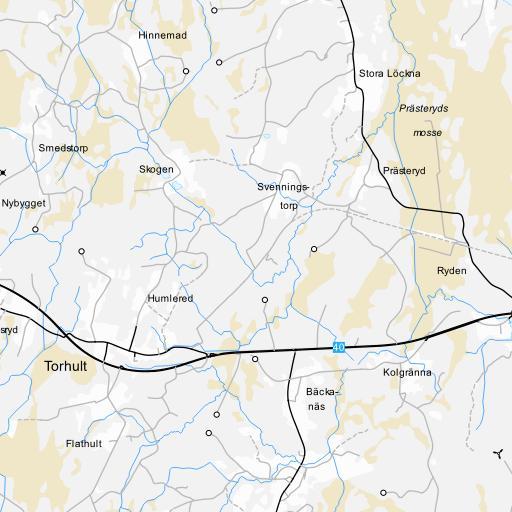 Hinnemad
Stora Löckna
Prästeryds
mosse
Smedstorp
Skogen
Prästeryd
Svennings-
torp
Nybygget
Ryden
Humlered
sryd
40
Torhult
Kolgränna
Bäcka-
näs
Flathult